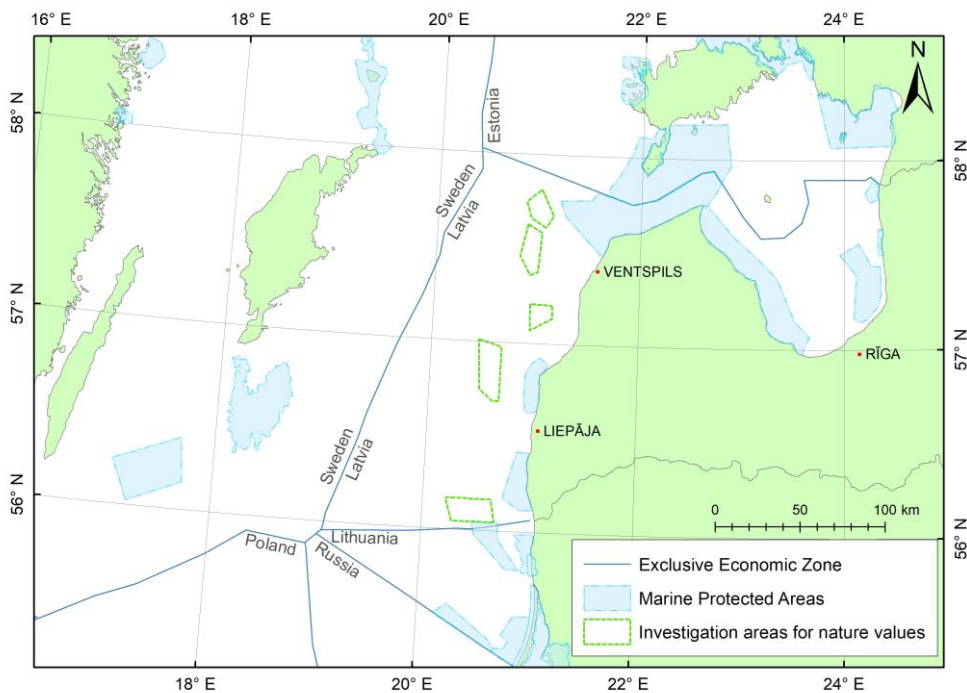 16° E 18° E 20° E 22° E 24° E
N
58° N
Estonia
58° N
Sweden
Latvia
VENTSPILS
57° N
57° N
RĪGA
Sweden
Latvia
LIEPĀJA
56° N
0 50 100 km
56° N
Lithuania
Poland
Russia
Exclusive Economic Zone
Marine Protected Areas
Investigation areas for nature values
18° E 20° E 22° E 24° E